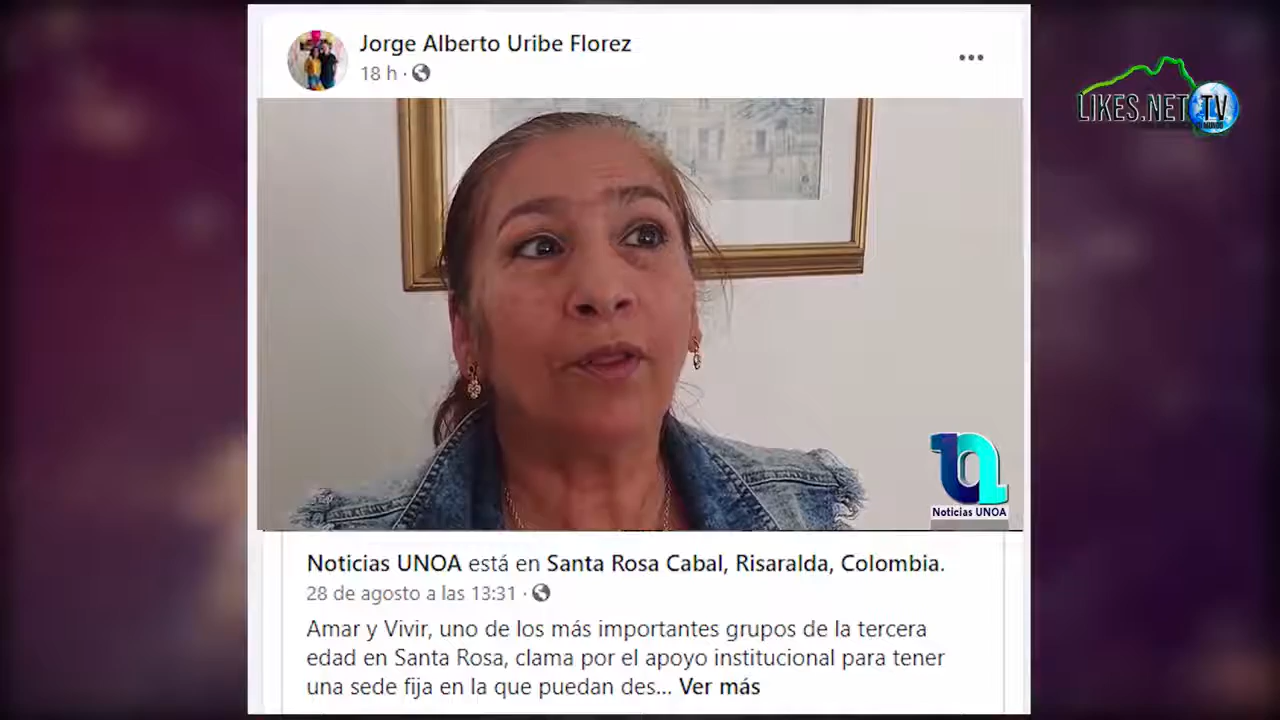 Jorge Alberto Uribe Florez
18 h ·
LIKES.NET TV
Noticias UNOA
Noticias UNOA está en Santa Rosa Cabal, Risaralda, Colombia.
28 de agosto a las 13:31 ·
Amar y Vivir, uno de los más importantes grupos de la tercera
edad en Santa Rosa, clama por el apoyo institucional para tener
una sede fija en la que puedan des... Ver más